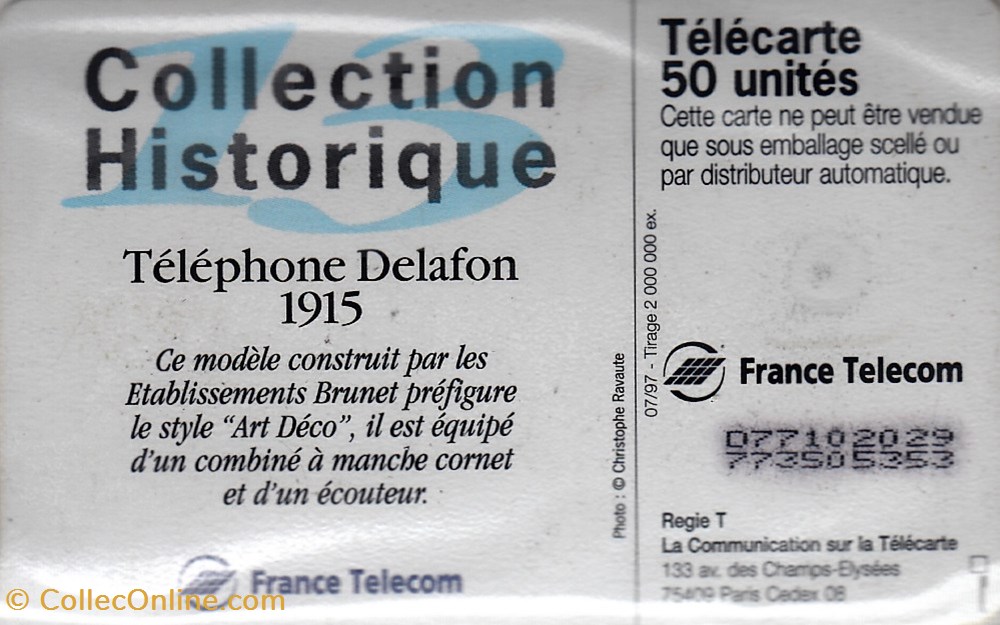 13
Collection
Historique
Téléphone Delafon
1915
Ce modèle construit par les
Etablissements Brunet préfigure
le style "Art Déco", il est équipé
d'un combiné à manche cornet
et d'un écouteur.
France Telecom
Photo : © Christophe Ravaute
07/97 - Tirage 2 000 000 ex.
Télécarte
50 unités
Cette carte ne peut être vendue
que sous emballage scellé ou
par distributeur automatique.
France Telecom
D77102029
773505353
Regie T
La Communication sur la Télécarte
133 av. des Champs-Elysées
75409 Paris Cedex 08
© CollecOnline.com